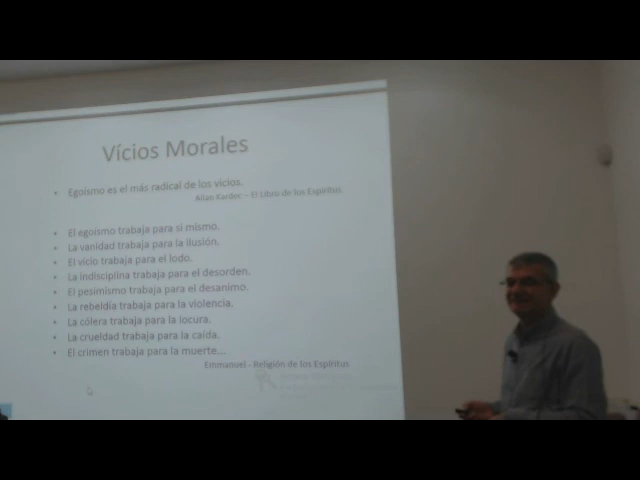 Vícios Morales
• Egoísmo es el más radical de los vicios.
Allan Kardec – El Libro de los Espíritus
• El egoísmo trabaja para si mismo.
• La vanidad trabaja para la ilusión.
• El vicio trabaja para el lodo.
• La indisciplina trabaja para el desorden.
• El pesimismo trabaja para el desanimo.
• La rebeldía trabaja para la violencia.
• La cólera trabaja para la locura.
• La crueldad trabaja para la caída.
• El crimen trabaja para la muerte...
Emmanuel - Religión de los Espíritus